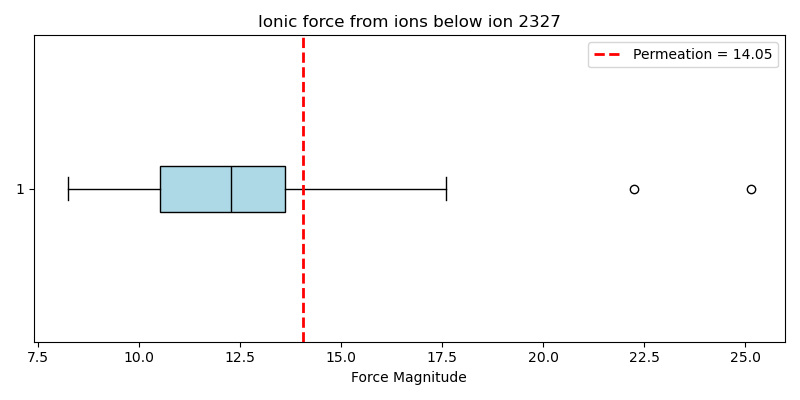 Ionic force from ions below ion 2327
Permeation = 14.05
1
7.5 10.0 12.5 15.0 17.5 20.0 22.5 25.0
Force Magnitude